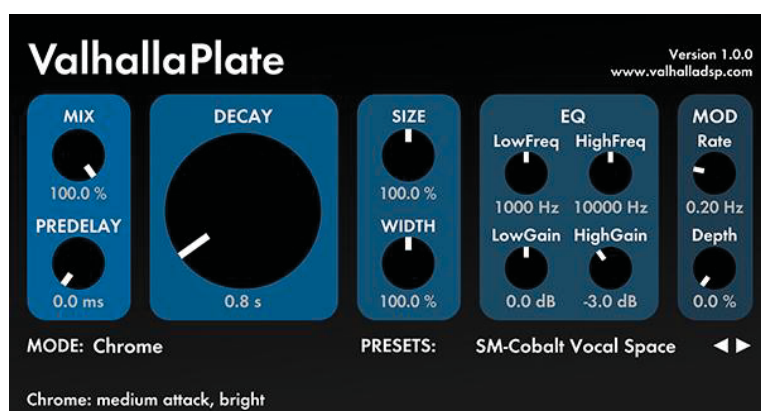 ValhallaPlate
Version 1.0.0
www.valhalladsp.com
MIX
100.0 %
PREDELAY
0.0 ms
DECAY
0.8 s
SIZE
100.0 %
WIDTH
100.0 %
EQ
LowFreq HighFreq
1000 Hz 10000 Hz
LowGain HighGain
0.0 dB -3.0 dB
MOD
Rate
0.20 Hz
Depth
0.0 %
MODE: Chrome
PRESETS: SM-Cobalt Vocal Space
Chrome: medium attack, bright